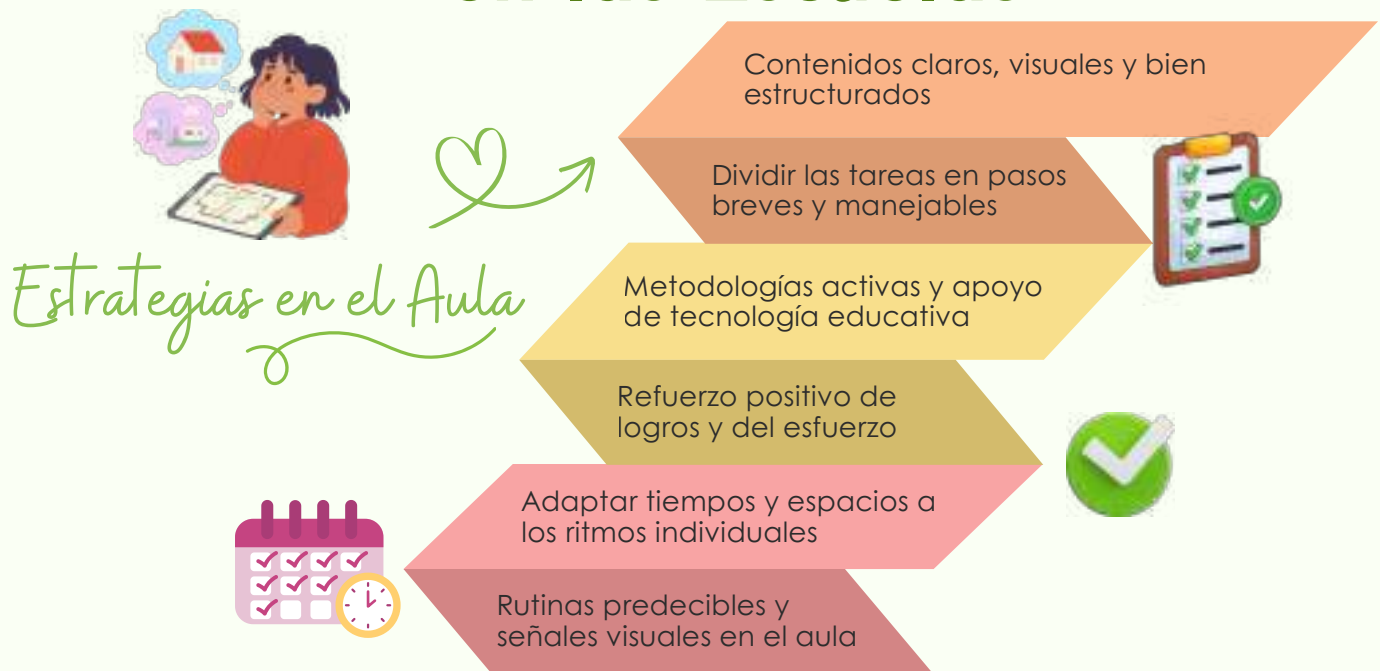 Contenidos claros, visuales y bien
estructurados
Dividir las tareas en pasos
breves y manejables
Estrategias en el Aula
Metodologías activas y apoyo
de tecnología educativa
Refuerzo positivo de
logros y del esfuerzo
Adaptar tiempos y espacios a
los ritmos individuales
Rutinas predecibles y
señales visuales en el aula